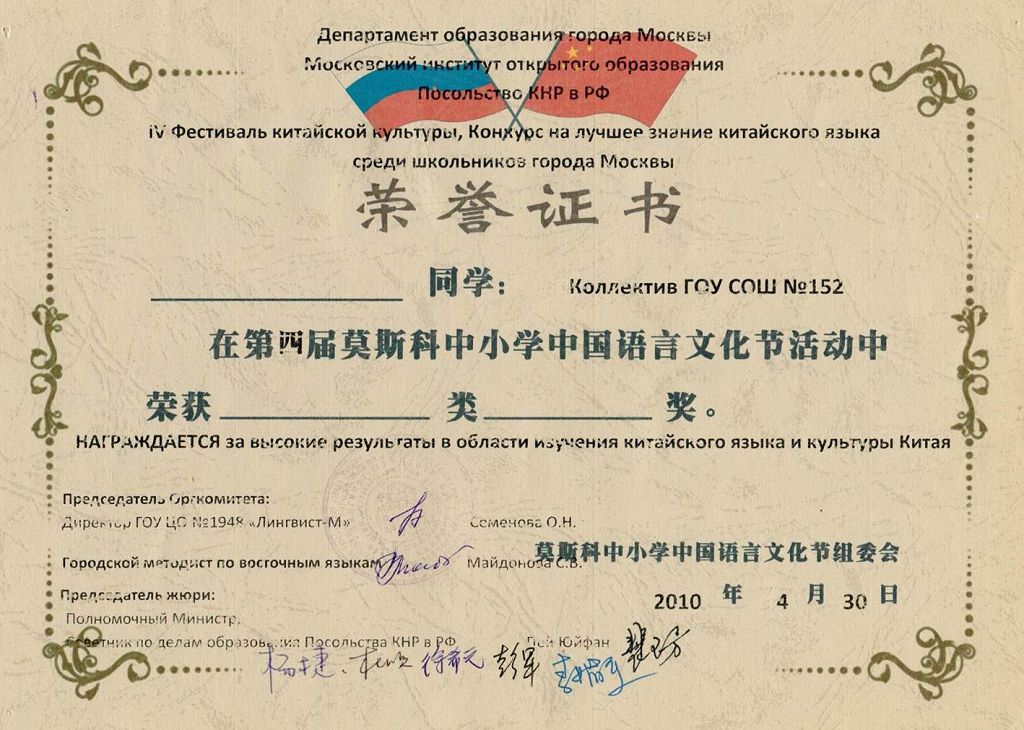 Департамент образования города Москвы
Московский институт открытого образования
Посольство КНР в РФ
IV Фестиваль китайской культуры, Конкурс на лучшее знание китайского языка
среди школьников города Москвы
荣誉证书
同学： Коллектив ГОУ СОШ №152
在第四届莫斯科中小学中国语言文化节活动中
荣获 类 奖。
НАГРАЖДАЕТСЯ за высокие результаты в области изучения китайского языка и культуры Китая
Председатель Оргкомитета:
Директор ГОУ ЦО №1948 «Лингвист-М» Семенова О.Н.
Городской методист по восточным языкам Майдонова С.В.
莫斯科中小学中国语言文化节组委会
2010 年 4 月 30 日
Председатель жюри:
Полномочный Министр,
Советник по делам образования Посольства КНР в РФ Пей Юйфан